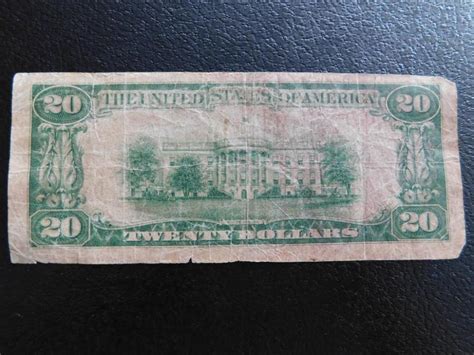 20 THE UNITED STATES OF AMERICA 20
20 TWENTY DOLLARS 20